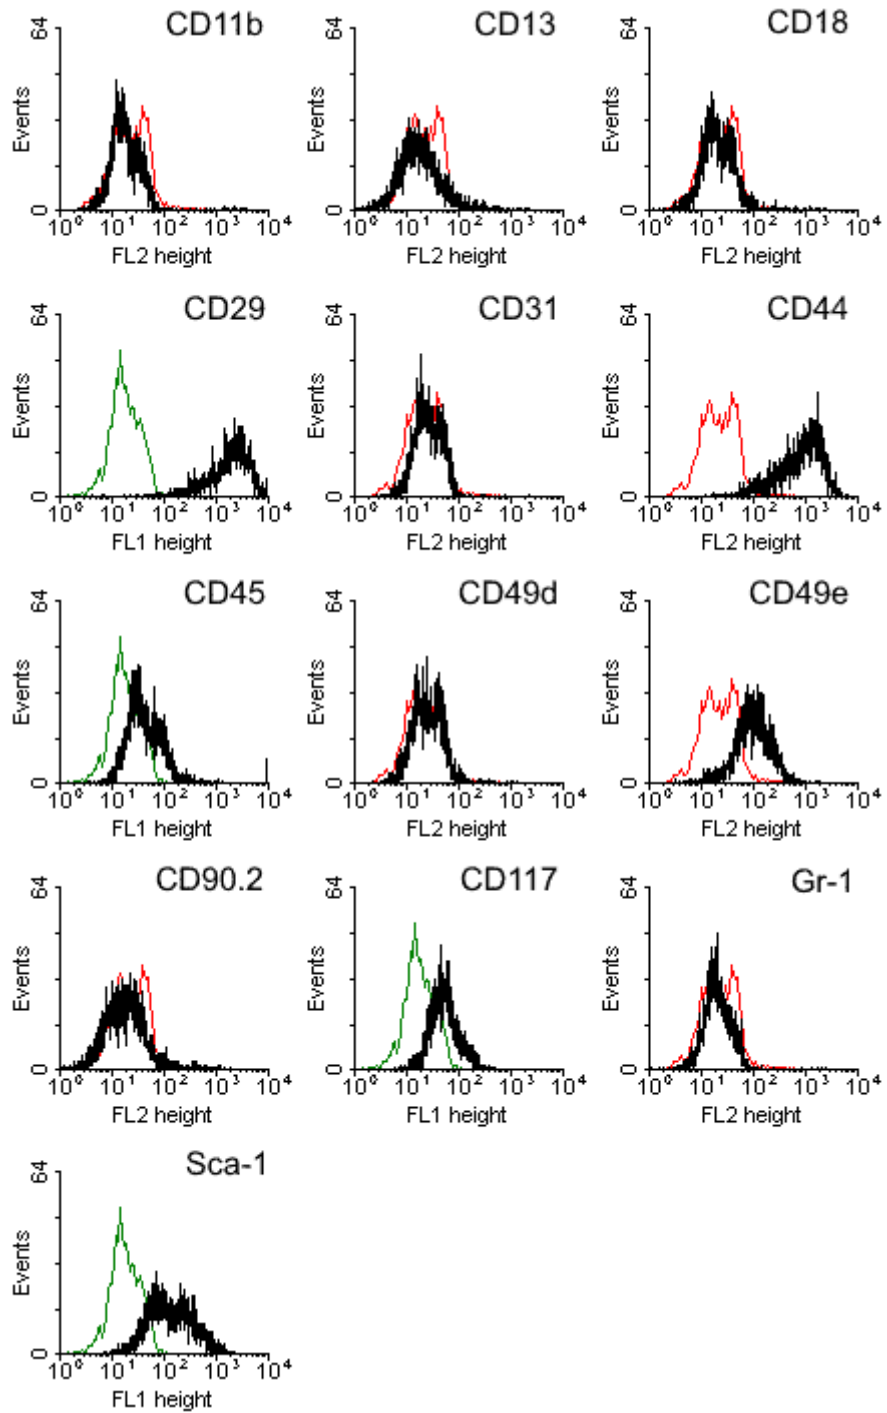 CD11b
64
Events
0
10⁰ 10¹ 10² 10³ 10⁴
FL2 height
CD13
64
Events
0
10⁰ 10¹ 10² 10³ 10⁴
FL2 height
CD18
64
Events
0
10⁰ 10¹ 10² 10³ 10⁴
FL2 height
CD29
64
Events
0
10⁰ 10¹ 10² 10³ 10⁴
FL1 height
CD31
64
Events
0
10⁰ 10¹ 10² 10³ 10⁴
FL2 height
CD44
64
Events
0
10⁰ 10¹ 10² 10³ 10⁴
FL2 height
CD45
64
Events
0
10⁰ 10¹ 10² 10³ 10⁴
FL1 height
CD49d
64
Events
0
10⁰ 10¹ 10² 10³ 10⁴
FL2 height
CD49e
64
Events
0
10⁰ 10¹ 10² 10³ 10⁴
FL2 height
CD90.2
64
Events
0
10⁰ 10¹ 10² 10³ 10⁴
FL2 height
CD117
64
Events
0
10⁰ 10¹ 10² 10³ 10⁴
FL1 height
Gr-1
64
Events
0
10⁰ 10¹ 10² 10³ 10⁴
FL2 height
Sca-1
64
Events
0
10⁰ 10¹ 10² 10³ 10⁴
FL1 height